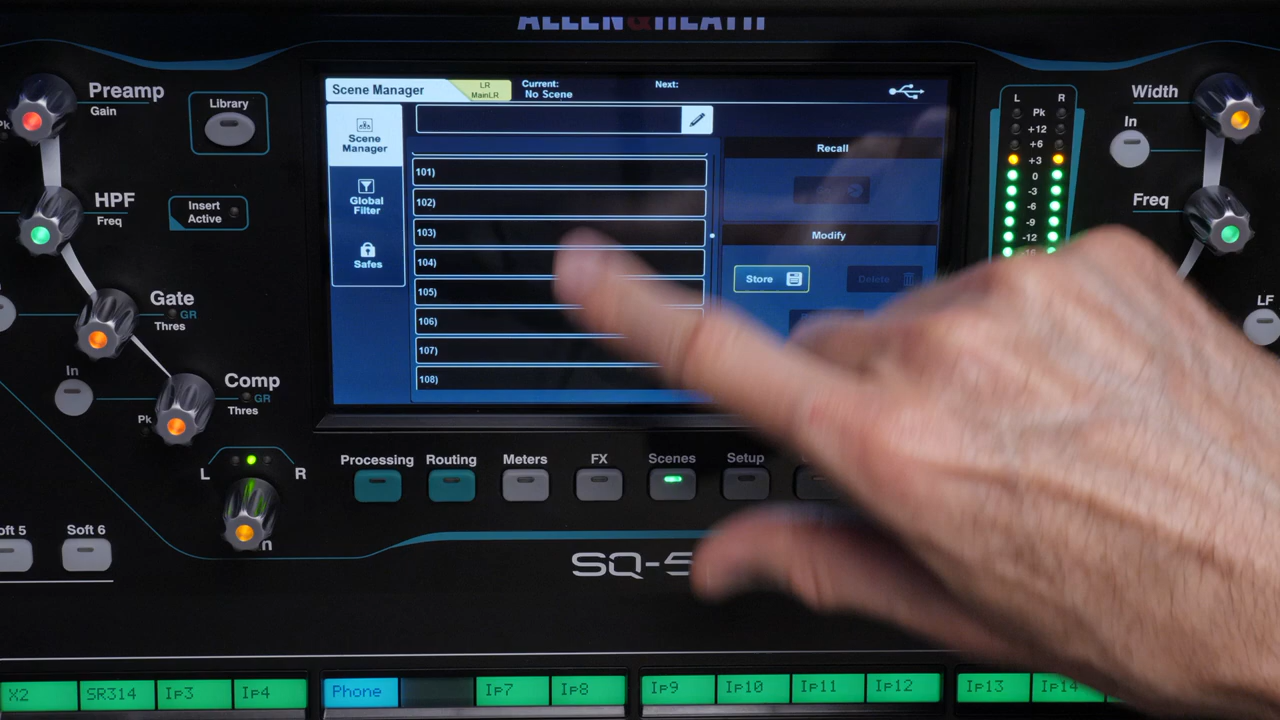 ALLEN&HEATH
Preamp
Gain
Pk
Library
HPF
Freq
Insert
Active
Gate
GR
Thres
In
Comp
GR
Thres
Pk
L
R
Soft 6
Scene Manager
LR
MainLR
Current:
No Scene
Next:
Scene
Manager
Global
Filter
Safes
101)
102)
103)
104)
105)
106)
107)
108)
Recall
Modify
Store
Delete
L R
Pk
+12
+6
+3
0
-3
-6
-9
-12
Width
In
Freq
LF
Processing
Routing
Meters
FX
Scenes
Setup
SQ-5
X2
SR314
Ip3
Ip4
Phone
Ip7
Ip8
Ip9
Ip10
Ip11
Ip12
Ip13
Ip14